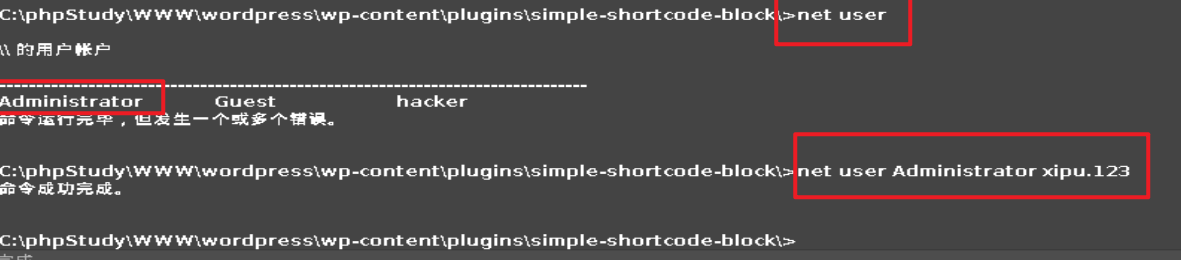 C:\phpStudy\WWW\wordpress\wp-content\plugins\simple-shortcode-block\>net user
\\ 的用户帐户
-------------------------------------------------------------------------------
Administrator Guest hacker
命令运行完毕，但发生一个或多个错误。
C:\phpStudy\WWW\wordpress\wp-content\plugins\simple-shortcode-block\>net user Administrator xipu.123
命令成功完成。
C:\phpStudy\WWW\wordpress\wp-content\plugins\simple-shortcode-block\>